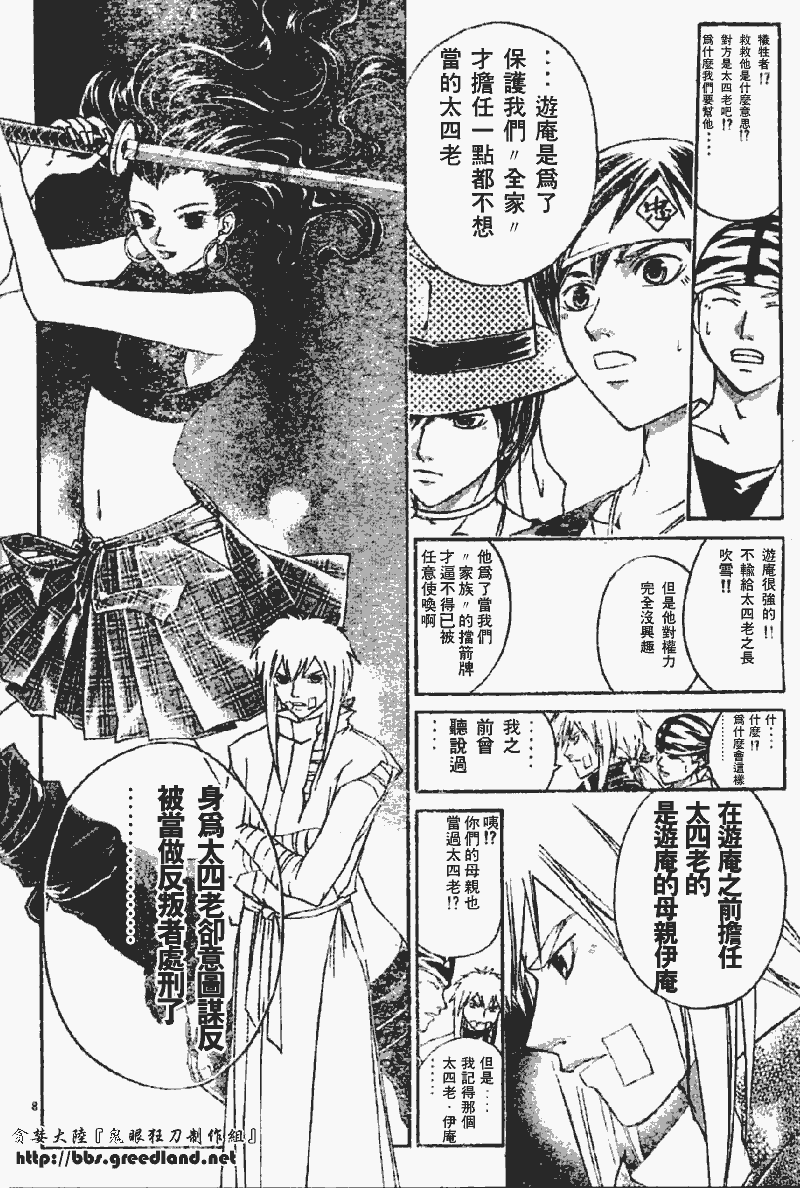 犧牲者!?
救救他是什麼意思!?
對方是太四老吧!?
爲什麼我們要幫他‥‥
‥‥遊庵是爲了
保護我們〃全家〃
才擔任一點都不想
當的太四老
忠
遊庵很強的!!
不輸給太四老之長
吹雪!!
但是他對權力
完全沒興趣
他爲了當我們
〃家族〃的擋箭牌
才逼不得已被
任意使喚啊
什‥‥
什麼!?
爲什麼會這樣
‥‥‥
‥‥‥
我之
前曾
聽說過
‥‥
在遊庵之前擔任
太四老的
是遊庵的母親伊庵
咦!?
你們的母親也
當過太四老!?
但是‥‥
我記得那個
太四老‧伊庵
‥‥‥
身爲太四老卻意圖謀反
被當做反叛者處刑了
‥‥‥‥‥‥‥
8
貪婪大陸『鬼眼狂刀制作組』
http://bbs.greedland.net